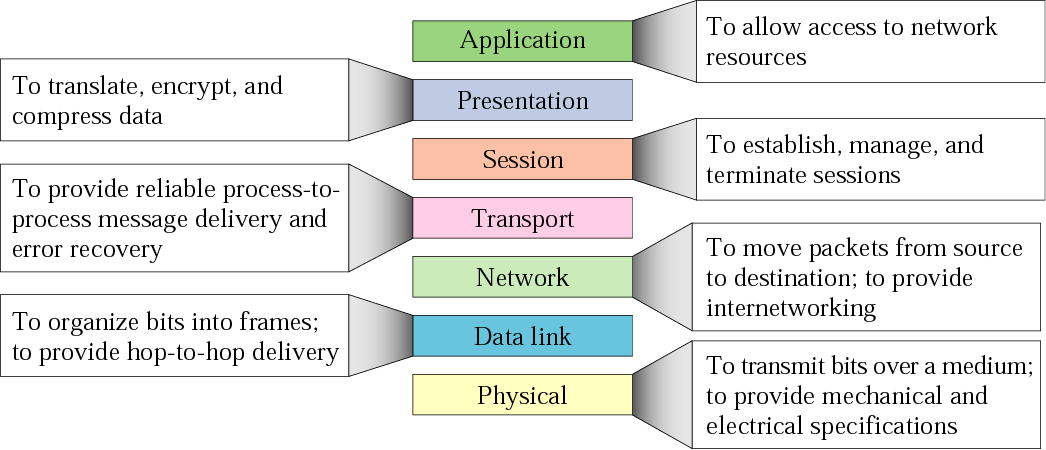 Application
To allow access to network
resources
To translate, encrypt, and
compress data
Presentation
Session
To establish, manage, and
terminate sessions
To provide reliable process-to-
process message delivery and
error recovery
Transport
Network
To move packets from source
to destination; to provide
internetworking
To organize bits into frames;
to provide hop-to-hop delivery
Data link
Physical
To transmit bits over a medium;
to provide mechanical and
electrical specifications